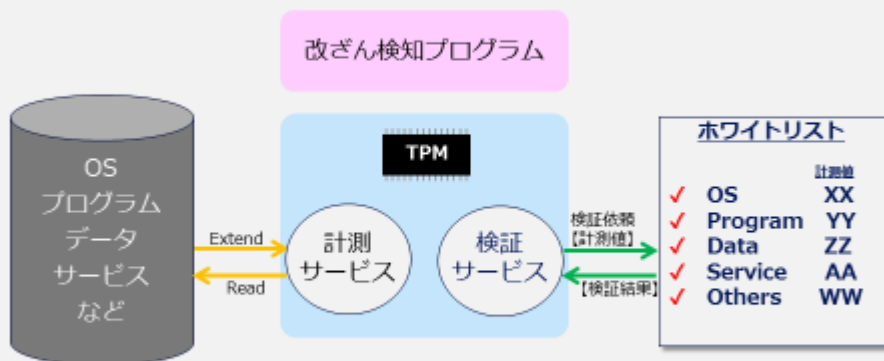 改ざん検知プログラム
OS
プログラム
データ
サービス
など
Extend
Read
TPM
計測
サービス
検証
サービス
検証依頼
【計測値】
【検証結果】
ホワイトリスト
計測値
✓ OS XX
✓ Program YY
✓ Data ZZ
✓ Service AA
✓ Others WW